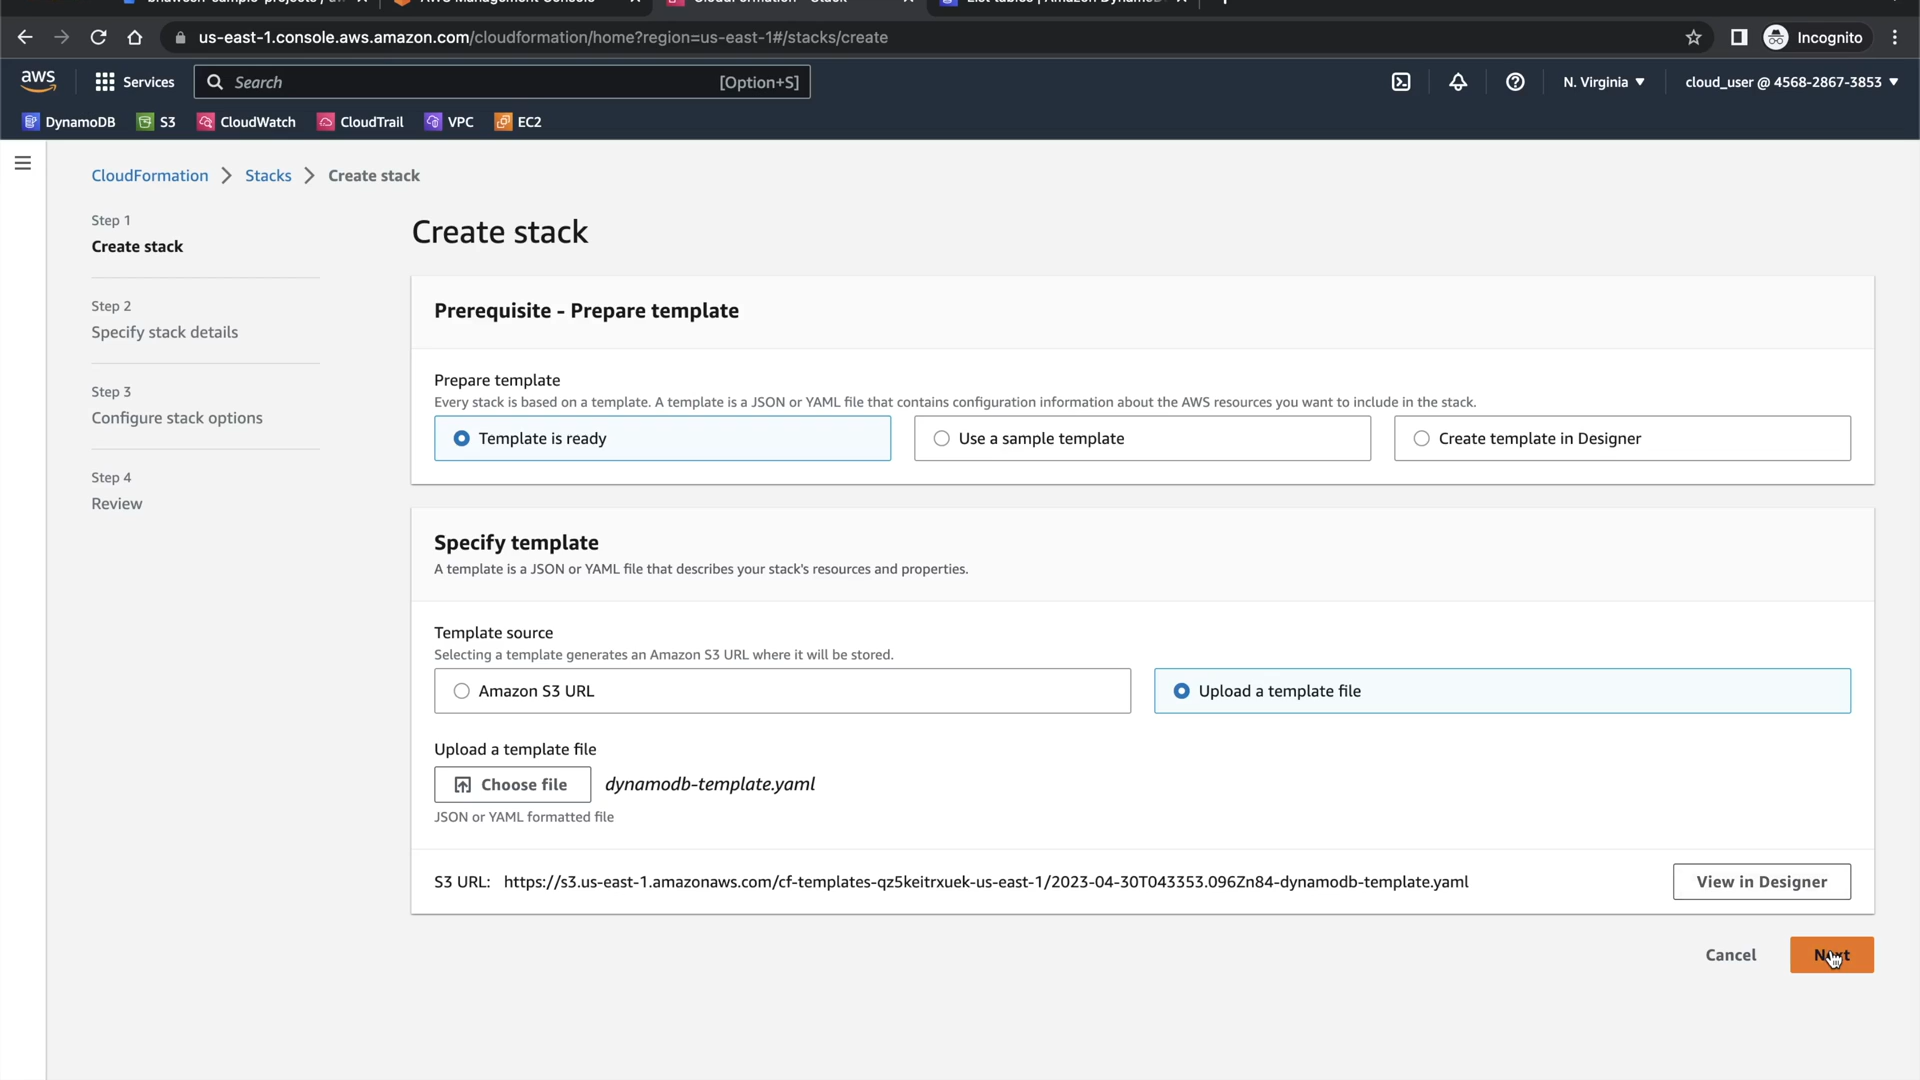 us-east-1.console.aws.amazon.com/cloudformation/home?region=us-east-1#/stacks/create
Incognito
aws
Services
Search
[Option+S]
N. Virginia
cloud_user @ 4568-2867-3853
DynamoDB
S3
CloudWatch
CloudTrail
VPC
EC2
CloudFormation
Stacks
Create stack
Step 1
Create stack
Step 2
Specify stack details
Step 3
Configure stack options
Step 4
Review
Create stack
Prerequisite - Prepare template
Prepare template
Every stack is based on a template. A template is a JSON or YAML file that contains configuration information about the AWS resources you want to include in the stack.
Template is ready
Use a sample template
Create template in Designer
Specify template
A template is a JSON or YAML file that describes your stack's resources and properties.
Template source
Selecting a template generates an Amazon S3 URL where it will be stored.
Amazon S3 URL
Upload a template file
Upload a template file
Choose file
dynamodb-template.yaml
JSON or YAML formatted file
S3 URL: https://s3.us-east-1.amazonaws.com/cf-templates-qz5keitrxuek-us-east-1/2023-04-30T043353.096Zn84-dynamodb-template.yaml
View in Designer
Cancel
Next